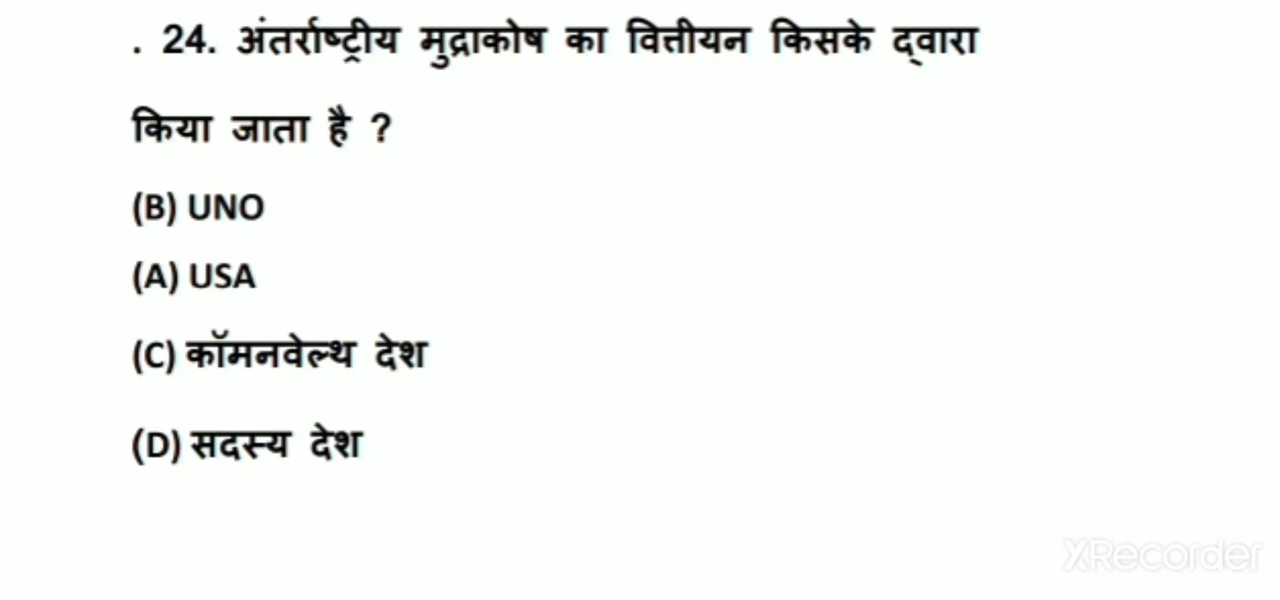 . 24. अंतर्राष्ट्रीय मुद्राकोष का वित्तीयन किसके द्वारा
किया जाता है ?
(B) UNO
(A) USA
(C) कॉमनवेल्थ देश
(D) सदस्य देश
XRecorder